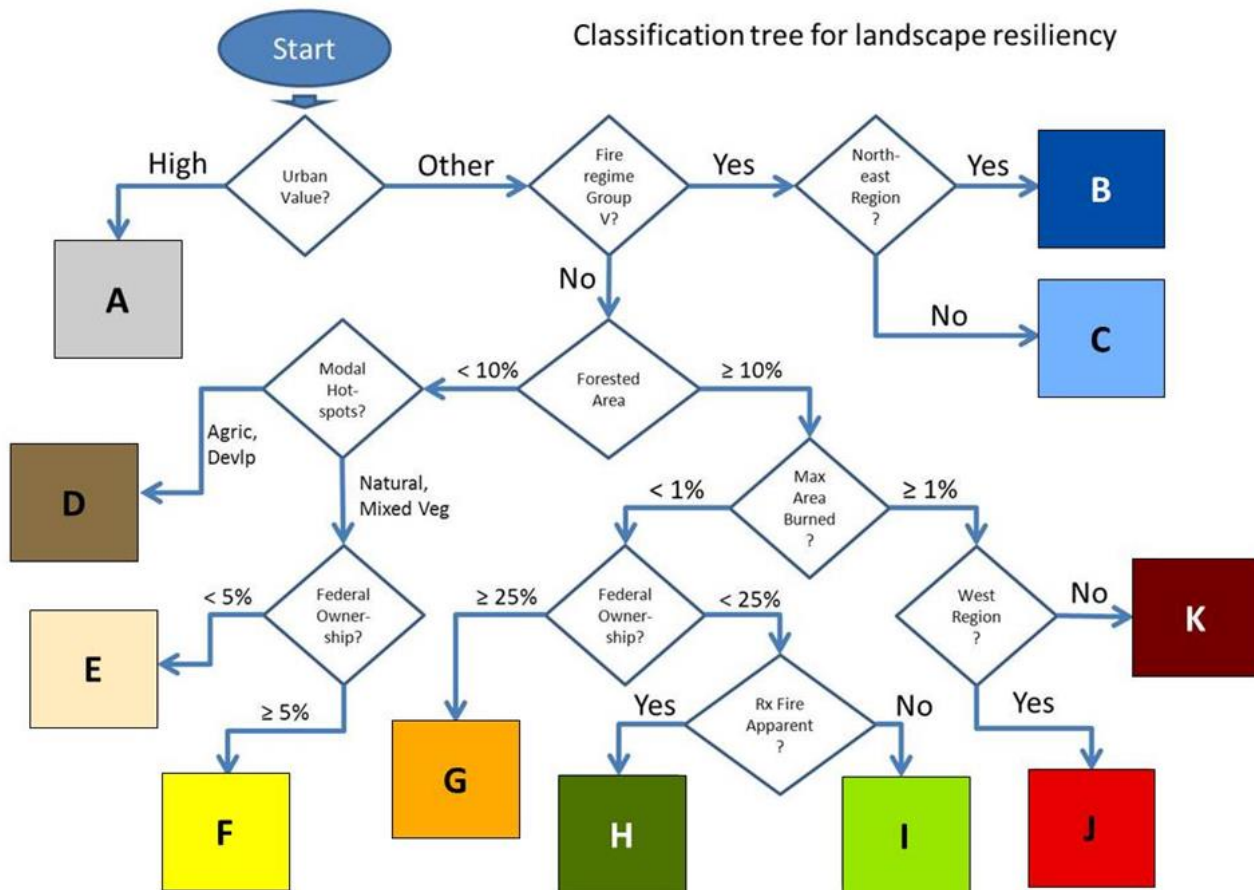 Start
Classification tree for landscape resiliency
High
Urban
Value?
Other
Fire
regime
Group
V?
Yes
North-
east
Region
?
Yes
B
A
No
No
C
Modal
Hot-
spots?
< 10%
Forested
Area
≥ 10%
Agric,
Devlp
D
Natural,
Mixed Veg
< 1%
Max
Area
Burned
?
≥ 1%
< 5%
Federal
Owner-
ship?
≥ 25%
Federal
Owner-
ship?
< 25%
West
Region
?
No
K
E
≥ 5%
Yes
Rx Fire
Apparent
?
No
Yes
F
G
H
I
J